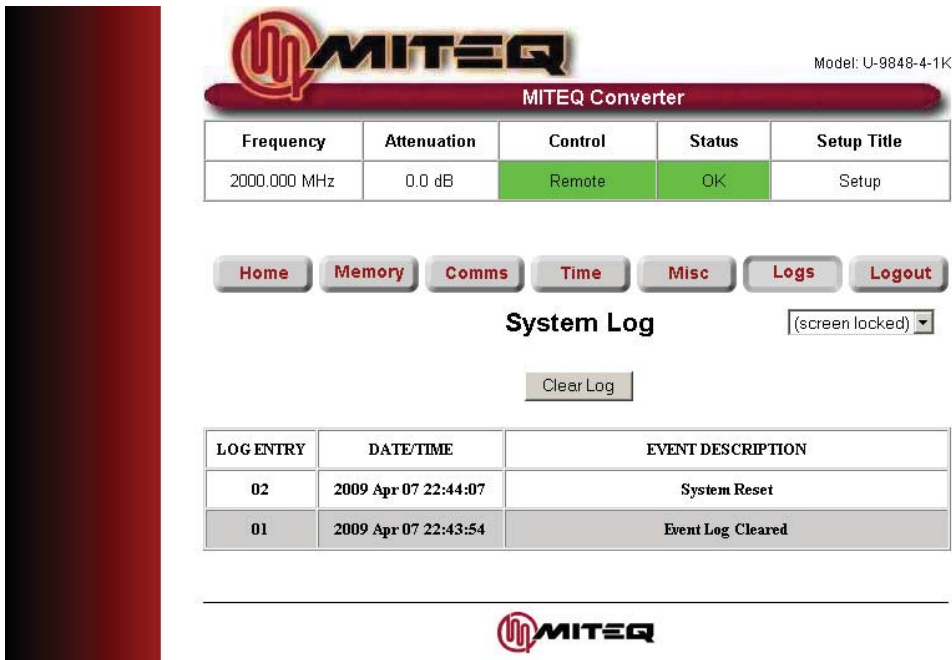 MITEQ
Model: U-9848-4-1K
MITEQ Converter
Frequency Attenuation Control Status Setup Title
2000.000 MHz 0.0 dB Remote OK Setup
Home Memory Comms Time Misc Logs Logout
System Log (screen locked)
Clear Log
LOG ENTRY DATE/TIME EVENT DESCRIPTION
02 2009 Apr 07 22:44:07 System Reset
01 2009 Apr 07 22:43:54 Event Log Cleared
MITEQ